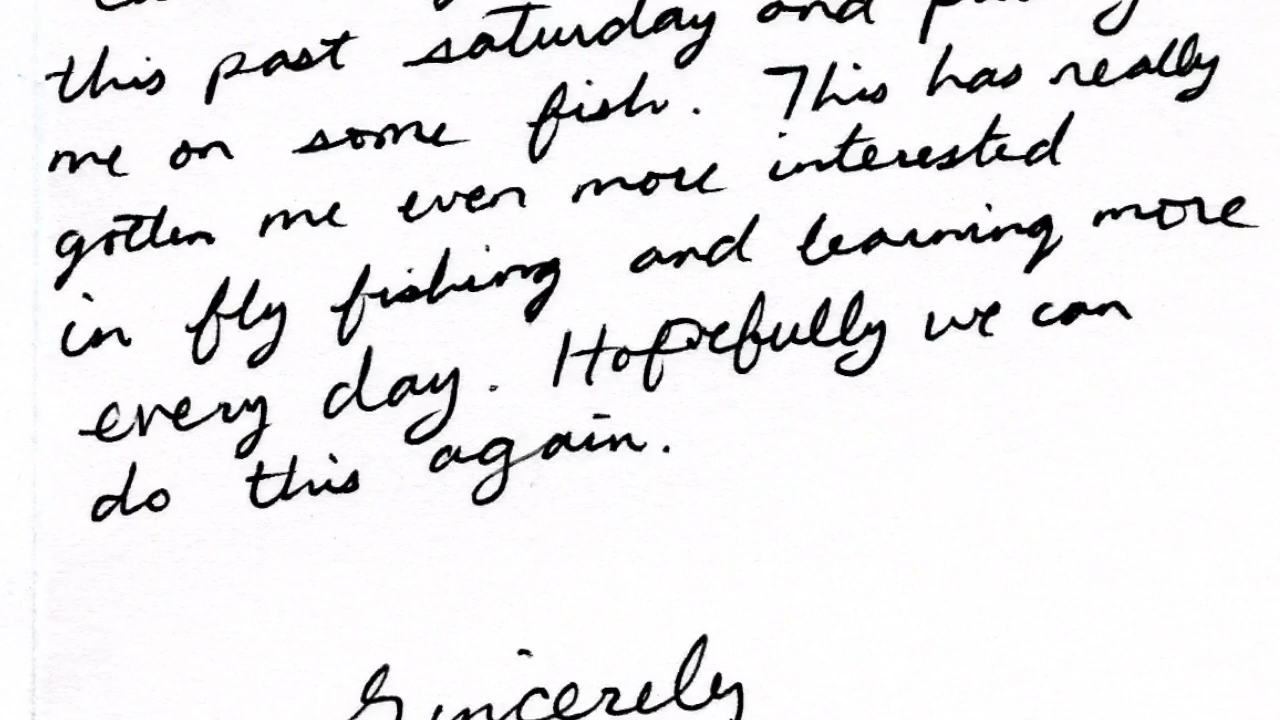 this past saturday and
me on some fish. This has really
gotten me even more interested
in fly fishing and learning more
every day. Hopefully we can
do this again.
Sincerely